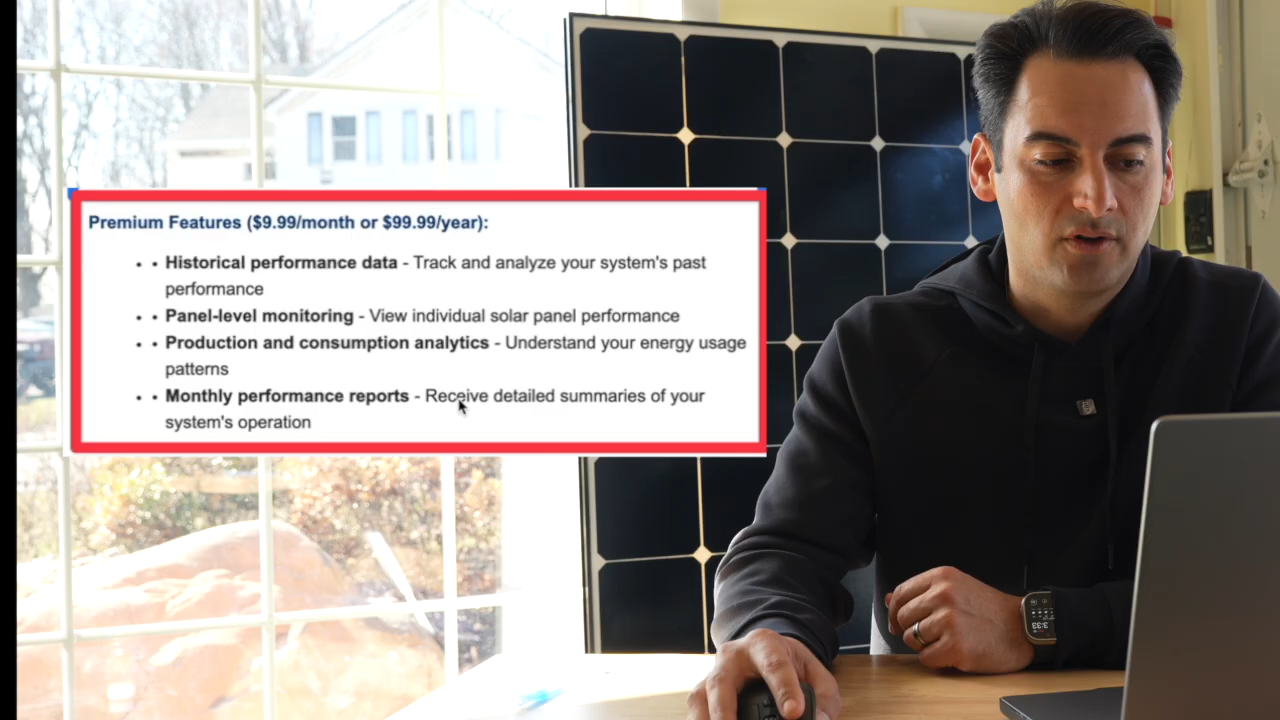 Premium Features ($9.99/month or $99.99/year):
• • Historical performance data - Track and analyze your system's past
performance
• • Panel-level monitoring - View individual solar panel performance
• • Production and consumption analytics - Understand your energy usage
patterns
• • Monthly performance reports - Receive detailed summaries of your
system's operation
3:33